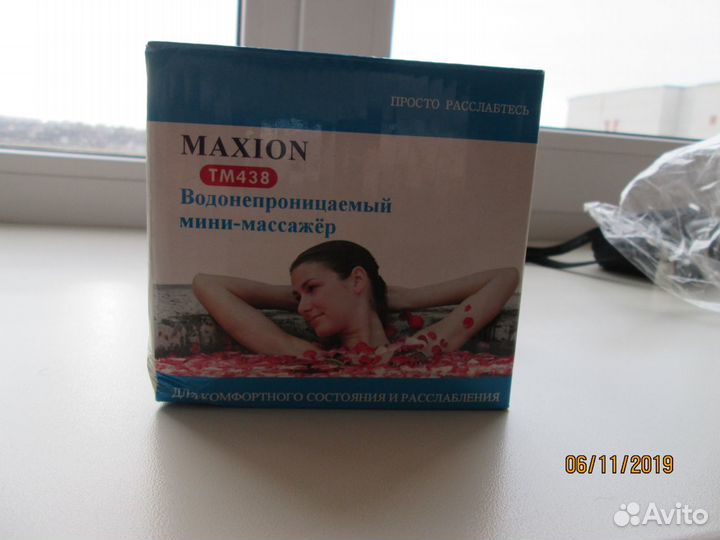 ПРОСТО РАССЛАБТЕСЬ
MAXION
TM438
Водонепроницаемый
мини-массажёр
ДЛЯ КОМФОРТНОГО СОСТОЯНИЯ И РАССЛАБЛЕНИЯ
06/11/2019
Avito